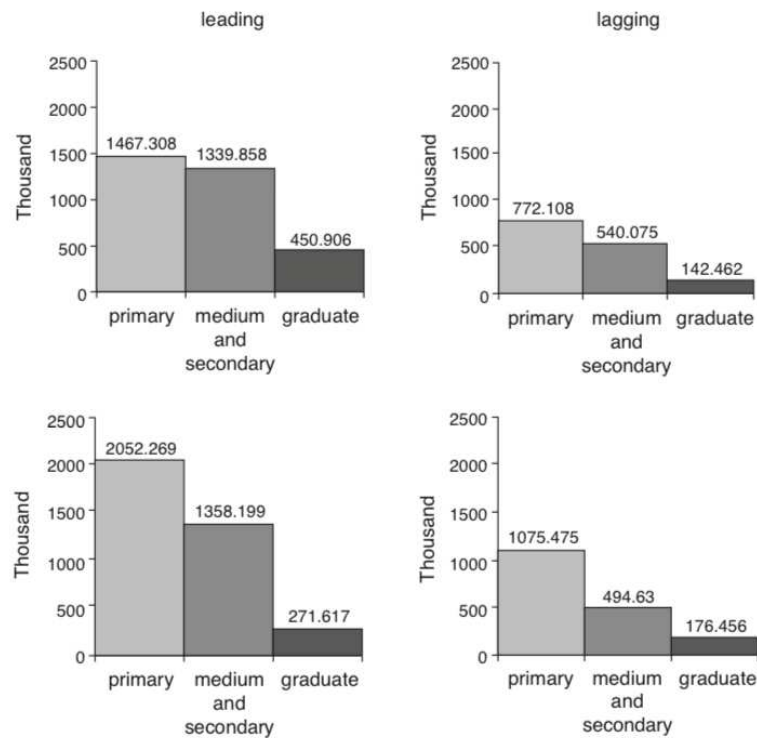 leading
2500
2000
1500
1000
500
0
Thousand
1467.308
1339.858
450.906
primary
medium
and
secondary
graduate
lagging
2500
2000
1500
1000
500
0
Thousand
772.108
540.075
142.462
primary
medium
and
secondary
graduate
2500
2000
1500
1000
500
0
Thousand
2052.269
1358.199
271.617
primary
medium
and
secondary
graduate
2500
2000
1500
1000
500
0
Thousand
1075.475
494.63
176.456
primary
medium
and
secondary
graduate